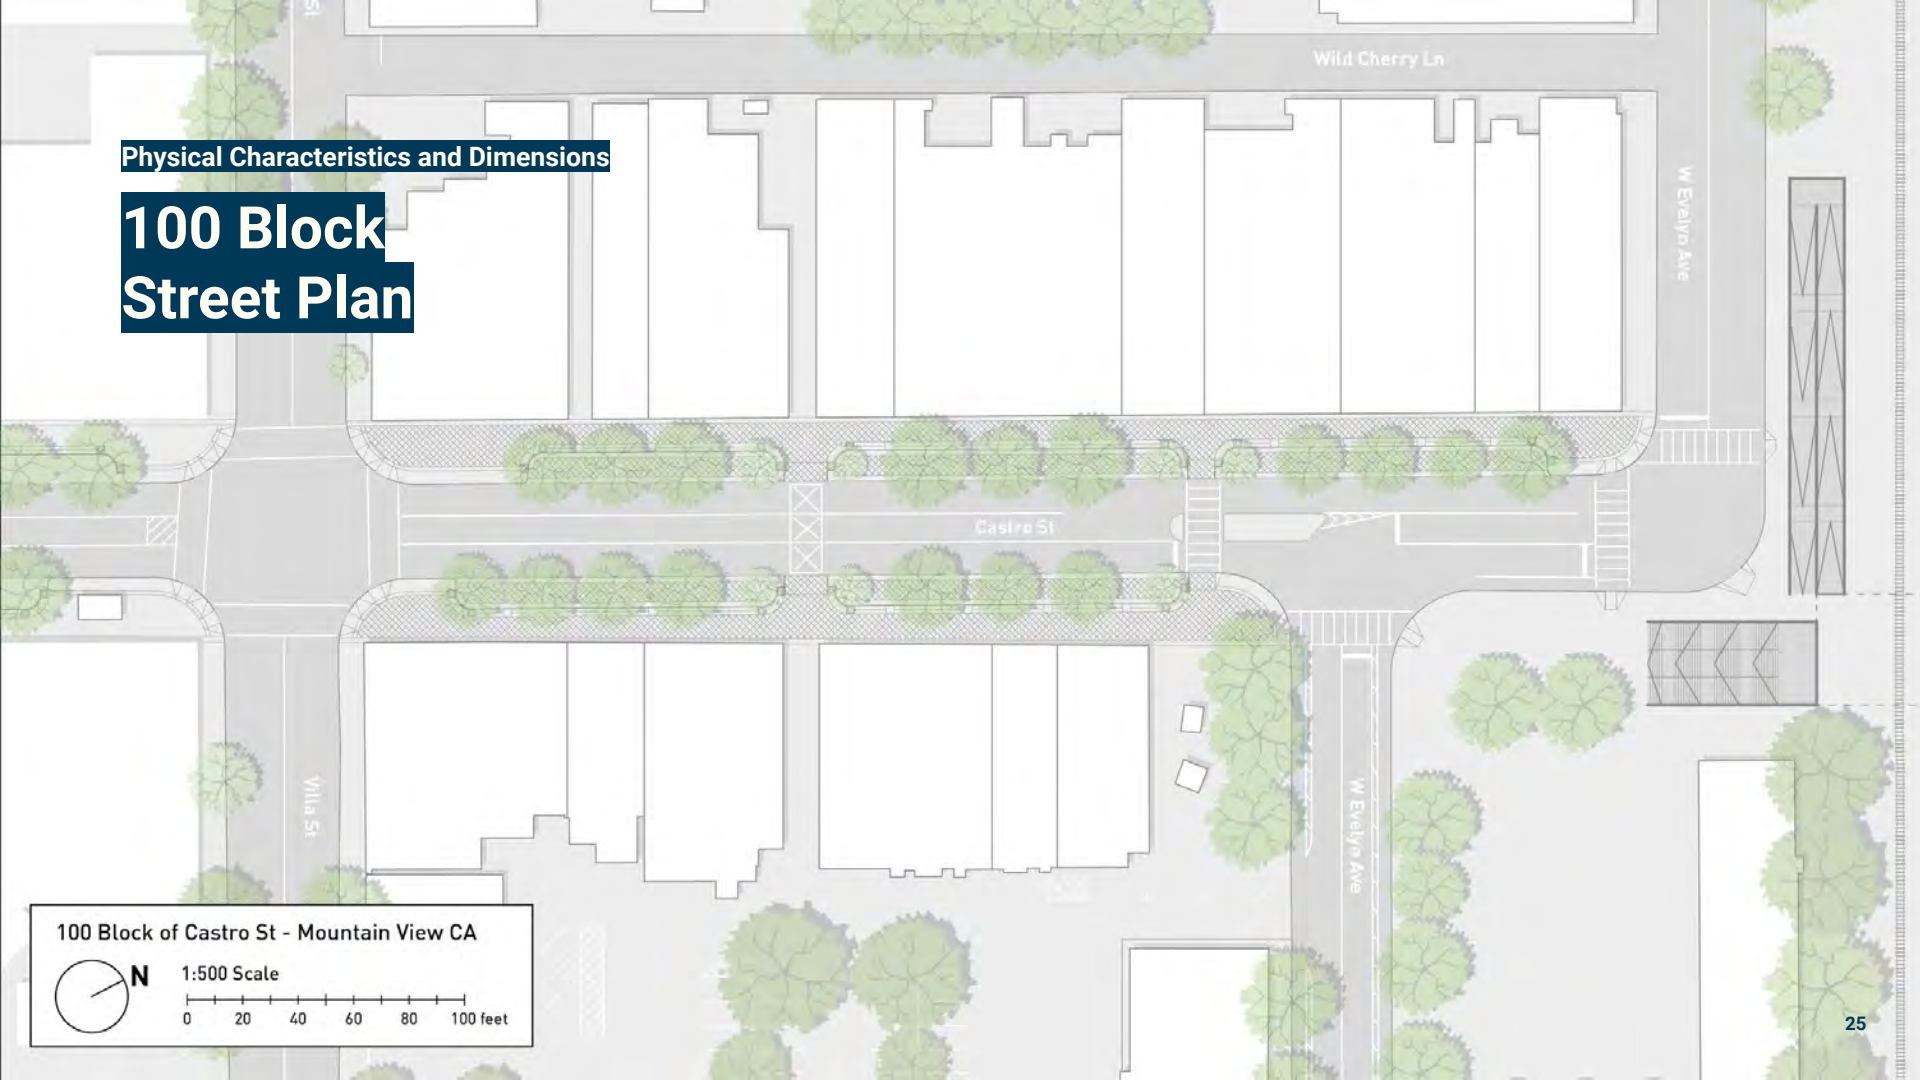 St
Wild Cherry Ln
Physical Characteristics and Dimensions
100 Block
Street Plan
W Evelyn Ave
Castro St
Villa St
W Evelyn Ave
100 Block of Castro St - Mountain View CA
N
1:500 Scale
0 20 40 60 80 100 feet
25